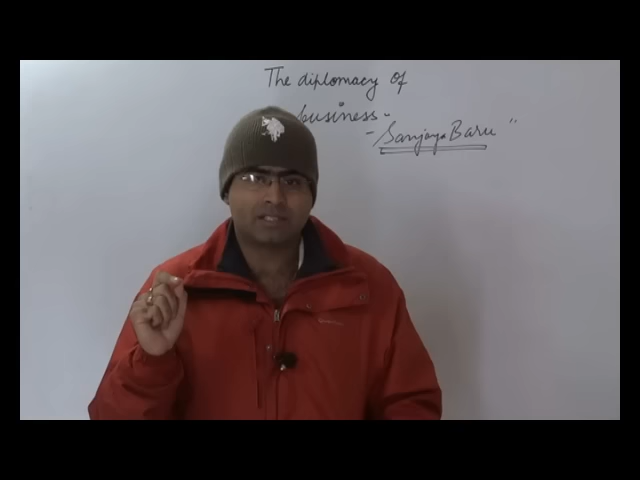 The diplomacy of
business.
- Sanjaya Baru "